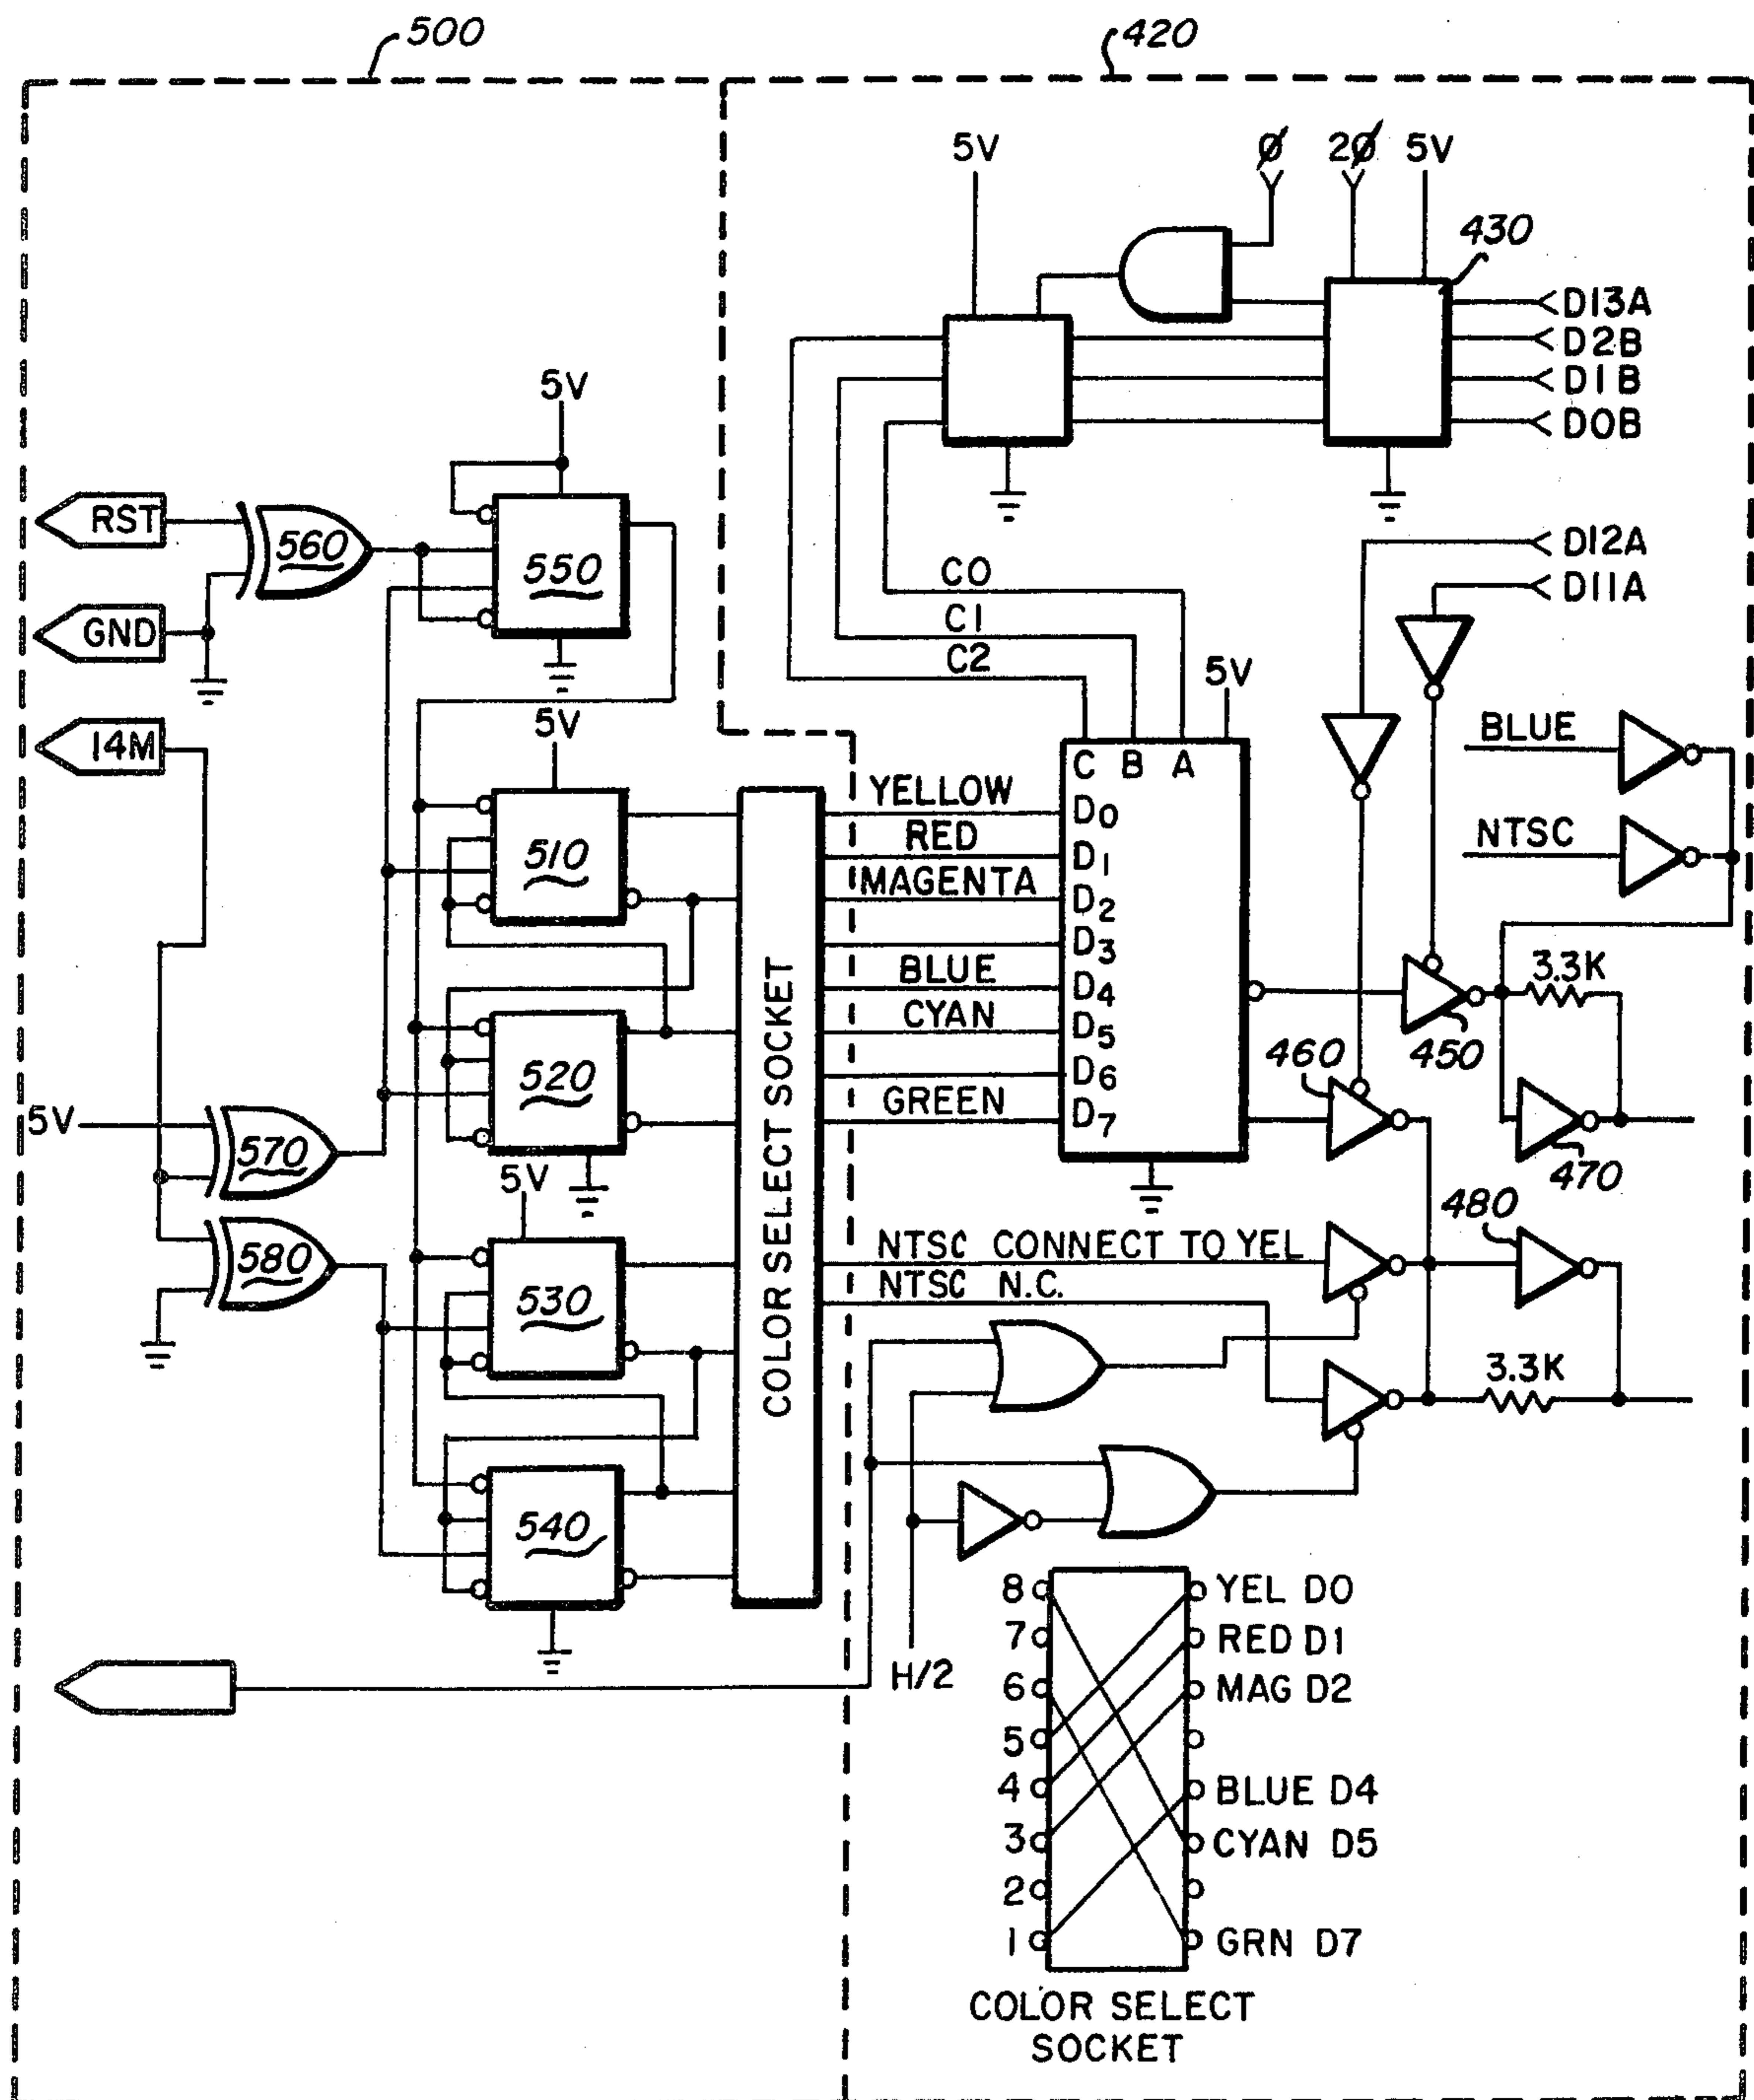 500
420
5V
Ø
2Ø
5V
430
D13A
D2B
D1B
D0B
5V
RST
560
550
GND
D12A
D11A
C0
C1
C2
14M
5V
5V
BLUE
C B A
YELLOW
D0
RED
D1
NTSC
510
MAGENTA
D2
D3
BLUE
D4
3.3K
CYAN
D5
460
450
D6
520
GREEN
D7
5V
570
470
COLOR SELECT SOCKET
5V
480
580
NTSC CONNECT TO YEL
NTSC N.C.
530
3.3K
540
H/2
8 YEL D0
7 RED D1
6 MAG D2
5
4 BLUE D4
3 CYAN D5
2
1 GRN D7
COLOR SELECT
SOCKET